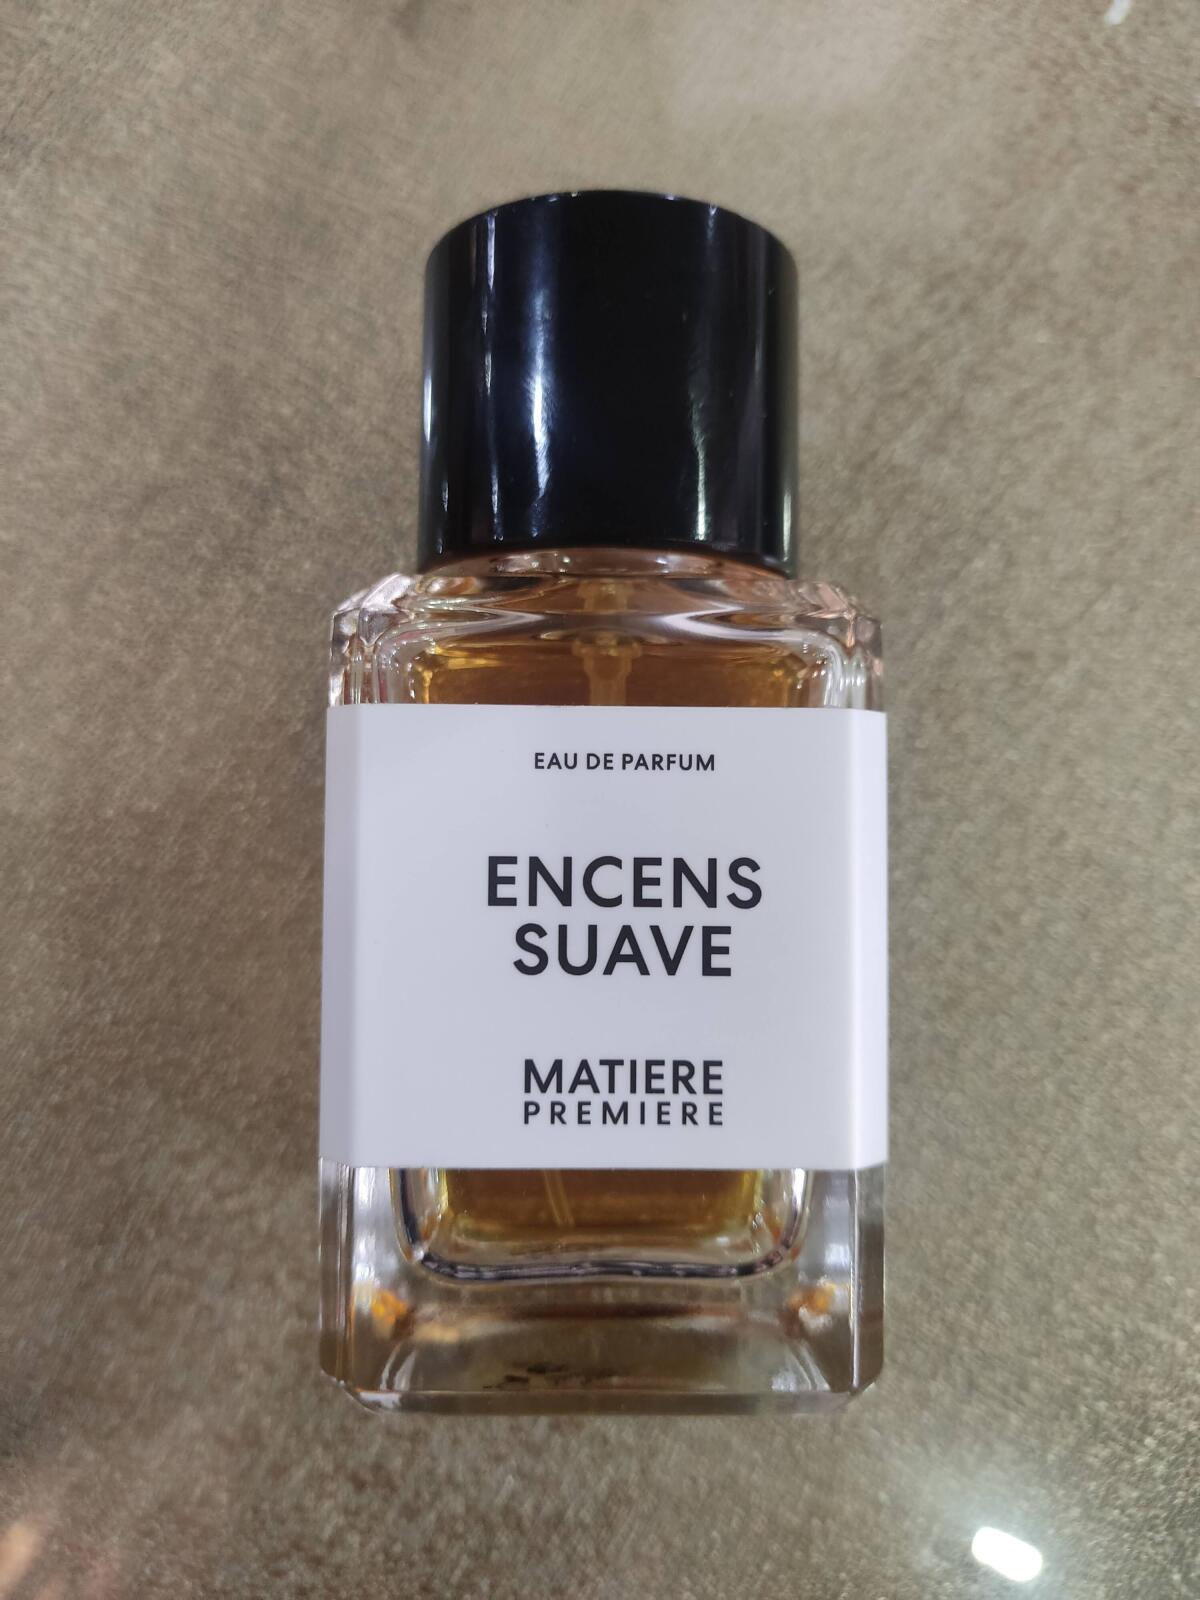 EAU DE PARFUM
ENCENS
SUAVE
MATIERE
PREMIERE